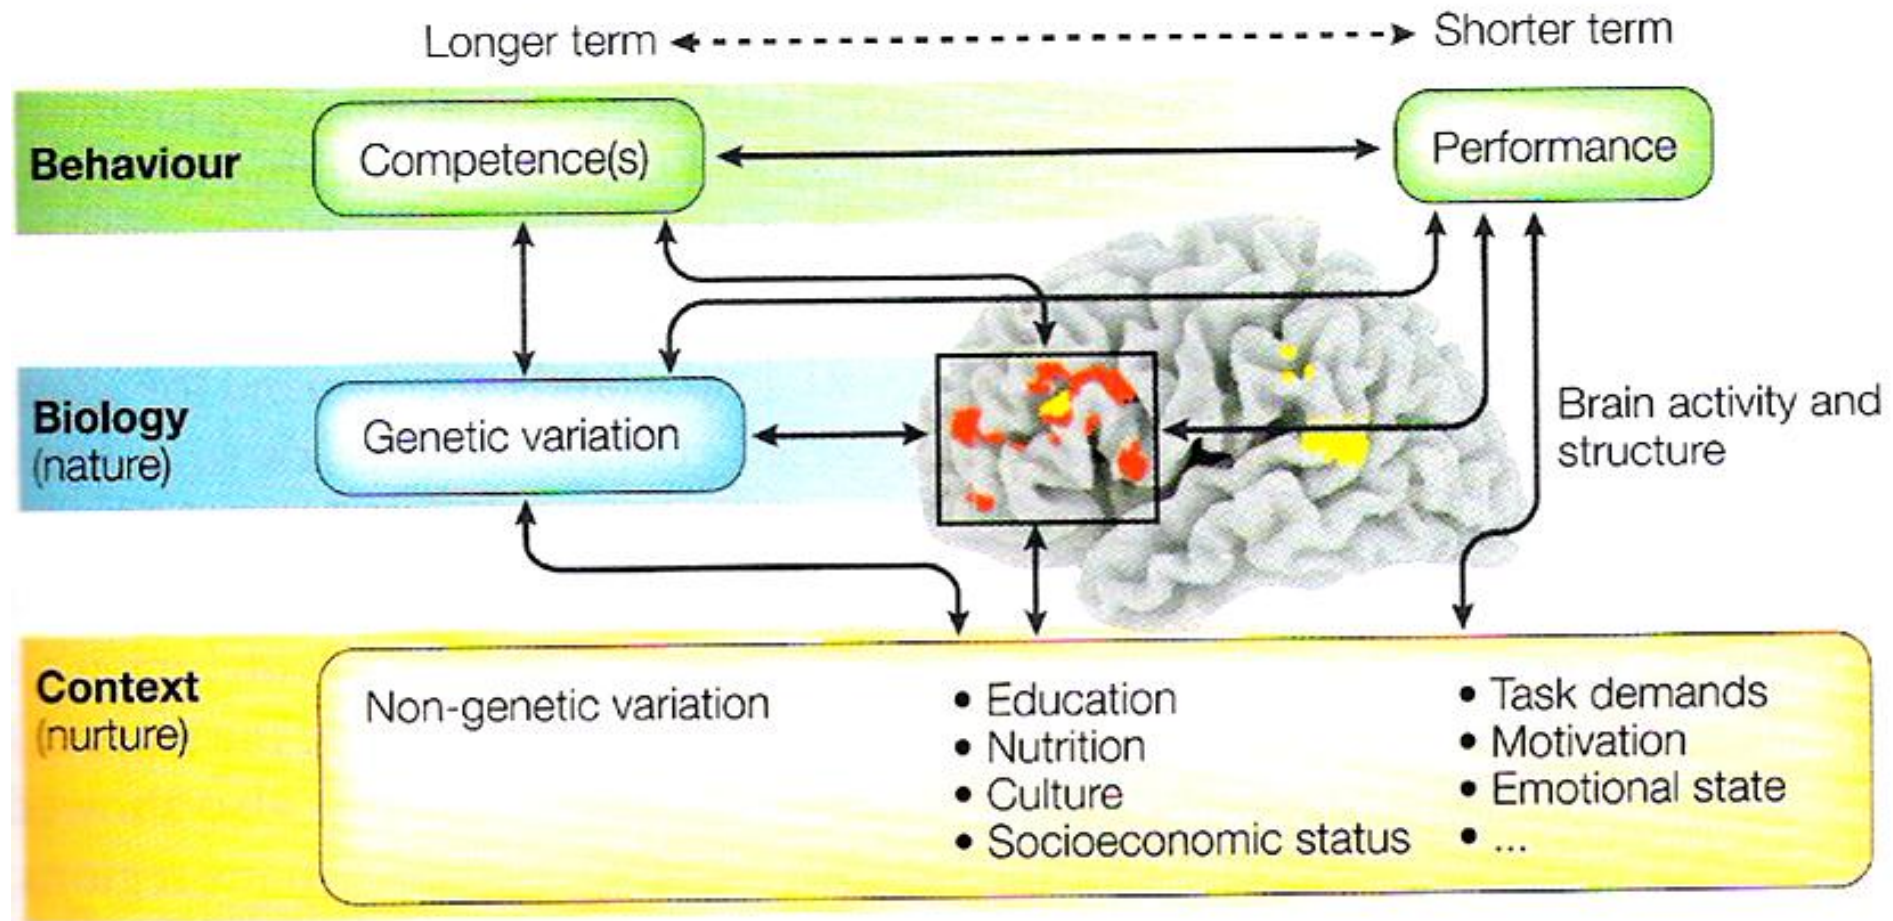 Longer term
Shorter term
Behaviour
Competence(s)
Performance
Biology
(nature)
Genetic variation
Brain activity and
structure
Context
(nurture)
Non-genetic variation
• Education
• Nutrition
• Culture
• Socioeconomic status
• Task demands
• Motivation
• Emotional state
• ...